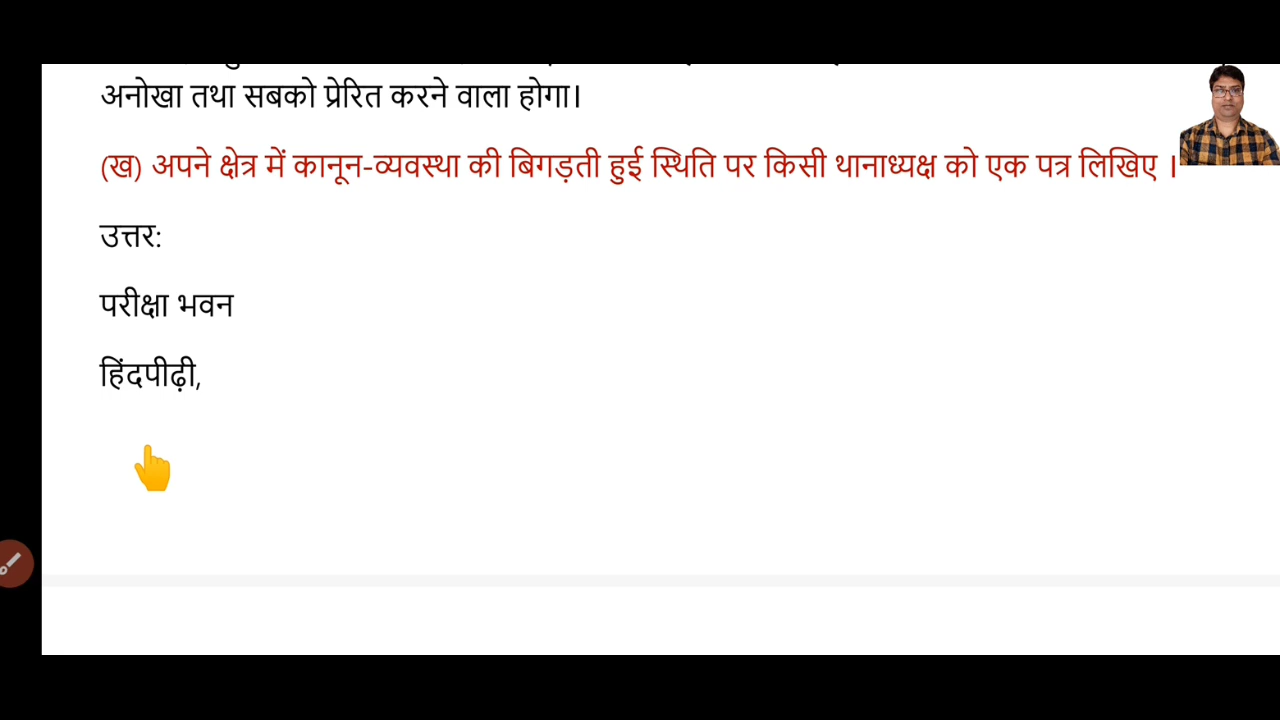 अनोखा तथा सबको प्रेरित करने वाला होगा।
(ख) अपने क्षेत्र में कानून-व्यवस्था की बिगड़ती हुई स्थिति पर किसी थानाध्यक्ष को एक पत्र लिखिए ।
उत्तर:
परीक्षा भवन
हिंदपीढ़ी,